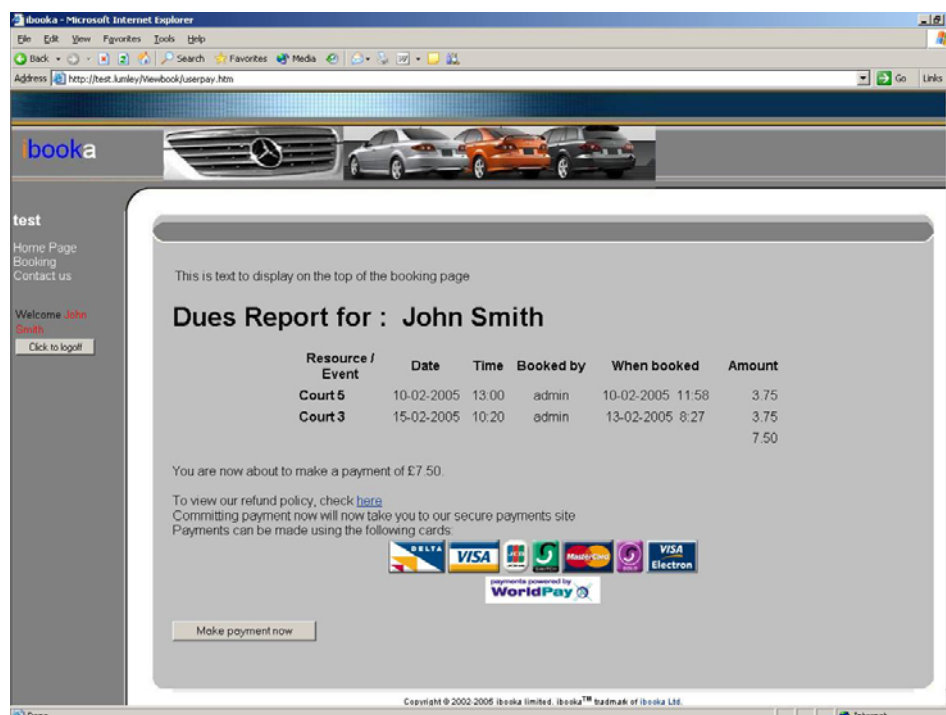 ibooka - Microsoft Internet Explorer
File Edit View Favorites Tools Help
Back Search Favorites Media
Address http://test.lumley/Viewbook/userpay.htm Go Links
ibooka
test
Home Page
Booking
Contact us
Welcome John
Smith
Click to logoff
This is text to display on the top of the booking page
Dues Report for : John Smith
Resource / Event Date Time Booked by When booked Amount
Court 5 10-02-2005 13:00 admin 10-02-2005 11:58 3.75
Court 3 15-02-2005 10:20 admin 13-02-2005 8:27 3.75
7.50
You are now about to make a payment of £7.50.
To view our refund policy, check here
Committing payment now will now take you to our secure payments site
Payments can be made using the following cards:
DELTA VISA JCB SWITCH MasterCard SOLO VISA Electron
payments powered by
WorldPay
Make payment now
Copyright © 2002-2005 ibooka limited. ibooka™ tradmark of ibooka Ltd.
Done Internet